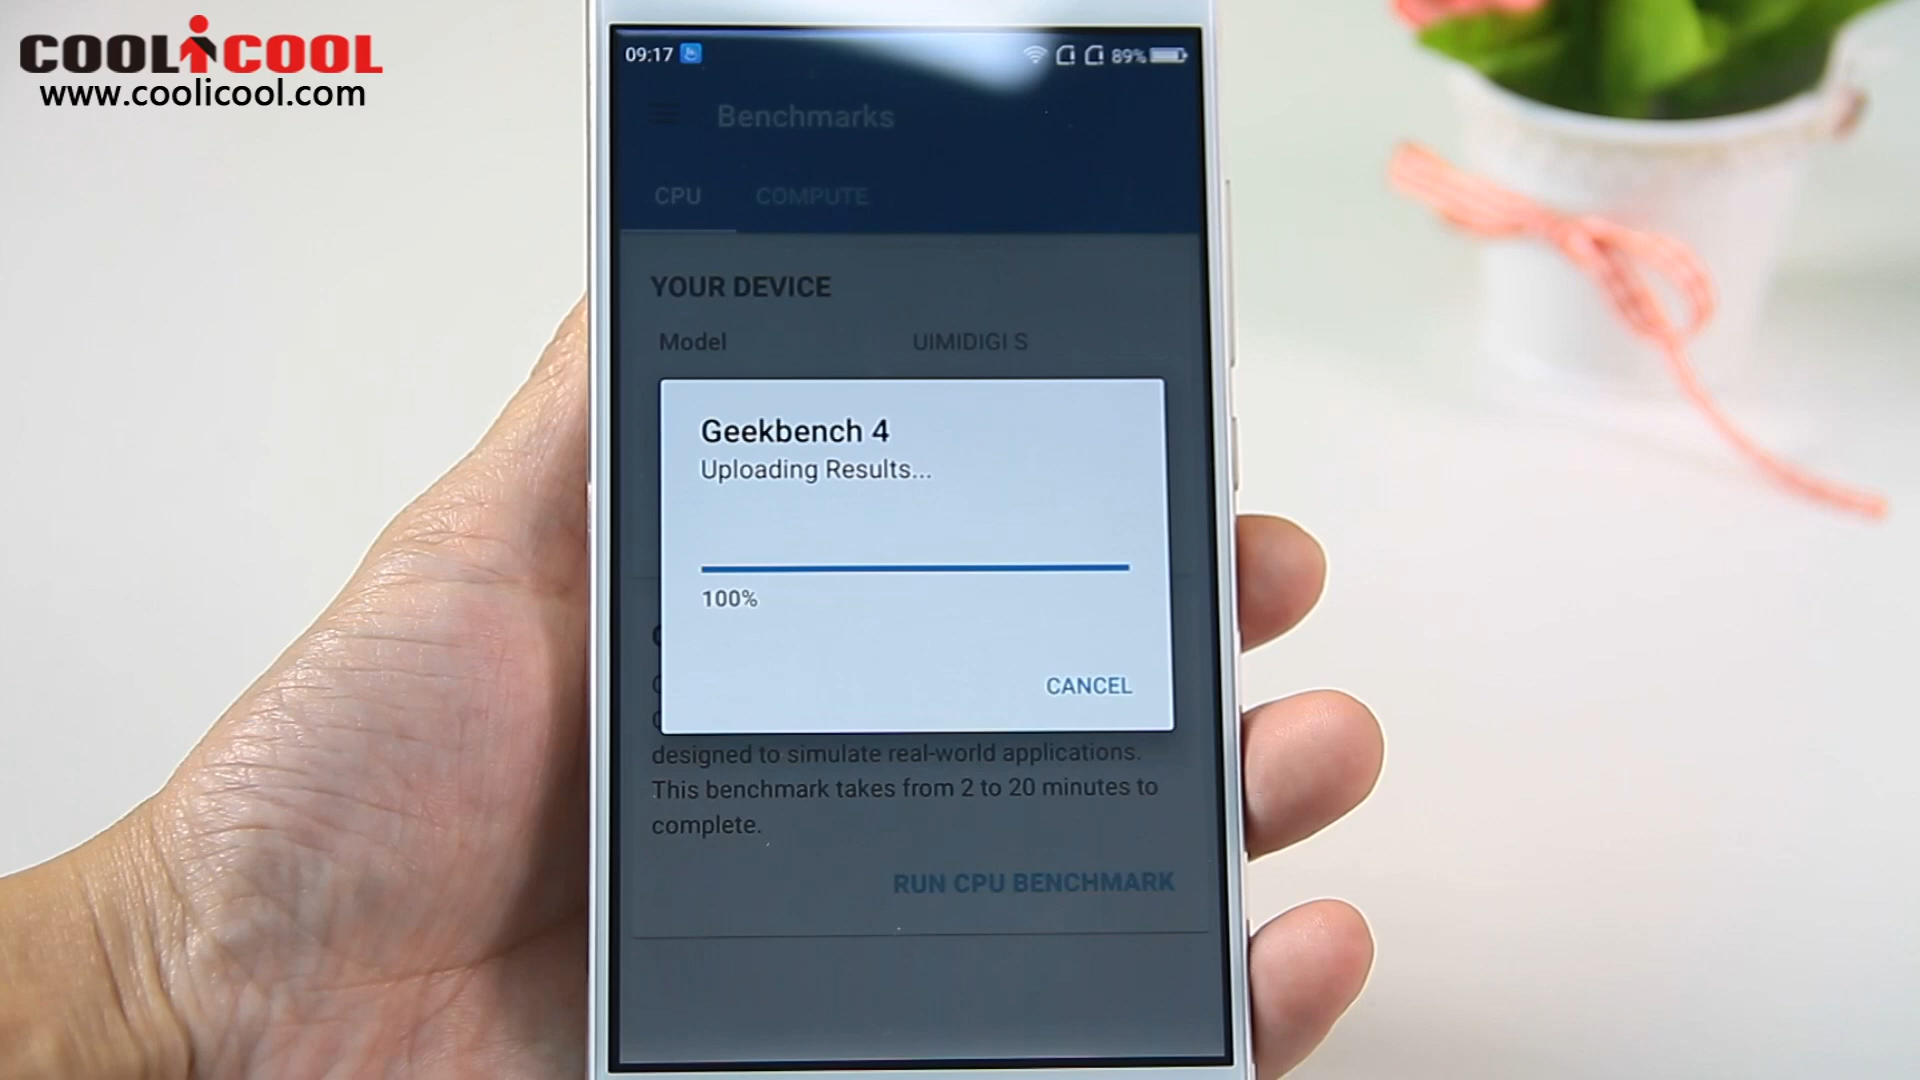 COOLiCOOL
www.coolicool.com
09:17
89%
Benchmarks
CPU COMPUTE
YOUR DEVICE
Model UIMIDIGI S
Geekbench 4
Uploading Results...
100%
CANCEL
designed to simulate real-world applications.
This benchmark takes from 2 to 20 minutes to
complete.
RUN CPU BENCHMARK